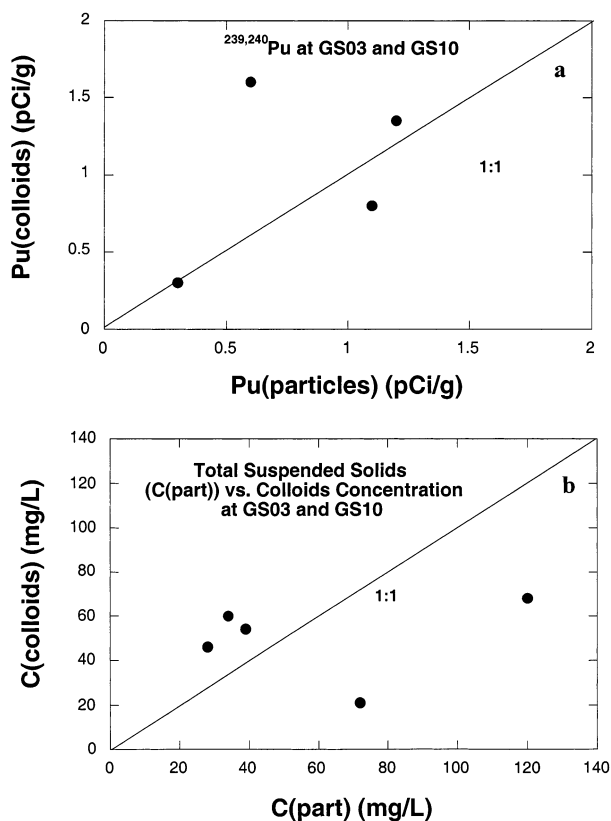 2
239,240Pu at GS03 and GS10
a
1.5
Pu(colloids) (pCi/g)
1
1:1
0.5
0
0 0.5 1 1.5 2
Pu(particles) (pCi/g)
140
Total Suspended Solids
(C(part)) vs. Colloids Concentration
at GS03 and GS10
b
120
100
C(colloids) (mg/L)
80
1:1
60
40
20
0
0 20 40 60 80 100 120 140
C(part) (mg/L)